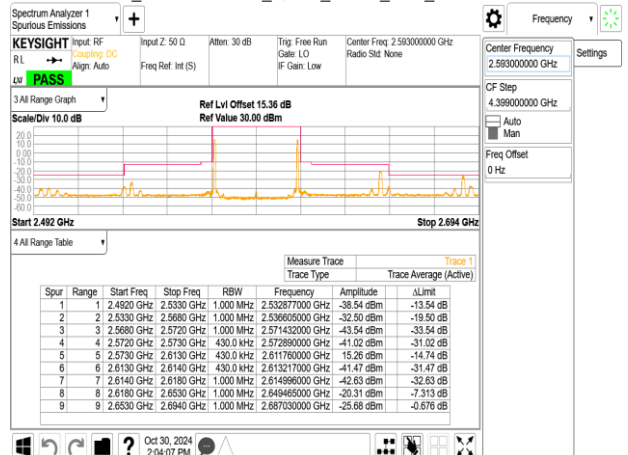 Spectrum Analyzer 1
Spurious Emissions
Frequency
KEYSIGHT
Input: RF
Coupling: DC
Align: Auto
Input Z: 50 Ω
Freq Ref: Int (S)
Atten: 30 dB
Trig: Free Run
Gate: LO
IF Gain: Low
Center Freq: 2.593000000 GHz
Radio Std: None
RL
LXI
PASS
Center Frequency
2.593000000 GHz
Settings
CF Step
4.399000000 GHz
Auto
Man
Freq Offset
0 Hz
3 All Range Graph
Scale/Div 10.0 dB
Ref Lvl Offset 15.36 dB
Ref Value 30.00 dBm
20.0
10.0
0.00
-10.0
-20.0
-30.0
-40.0
-50.0
-60.0
Start 2.492 GHz
Stop 2.694 GHz
4 All Range Table
Measure Trace Trace 1
Trace Type Trace Average (Active)
Spur Range Start Freq Stop Freq RBW Frequency Amplitude ΔLimit
1 1 2.4920 GHz 2.5330 GHz 1.000 MHz 2.532877000 GHz -38.54 dBm -13.54 dB
2 2 2.5330 GHz 2.5680 GHz 1.000 MHz 2.536605000 GHz -32.50 dBm -19.50 dB
3 3 2.5680 GHz 2.5720 GHz 1.000 MHz 2.571432000 GHz -43.54 dBm -33.54 dB
4 4 2.5720 GHz 2.5730 GHz 430.0 kHz 2.572890000 GHz -41.02 dBm -31.02 dB
5 5 2.5730 GHz 2.6130 GHz 430.0 kHz 2.611760000 GHz 15.26 dBm -14.74 dB
6 6 2.6130 GHz 2.6140 GHz 430.0 kHz 2.613217000 GHz -41.47 dBm -31.47 dB
7 7 2.6140 GHz 2.6180 GHz 1.000 MHz 2.614996000 GHz -42.63 dBm -32.63 dB
8 8 2.6180 GHz 2.6530 GHz 1.000 MHz 2.649465000 GHz -20.31 dBm -7.313 dB
9 9 2.6530 GHz 2.6940 GHz 1.000 MHz 2.687030000 GHz -25.68 dBm -0.676 dB
Oct 30, 2024
2:04:07 PM